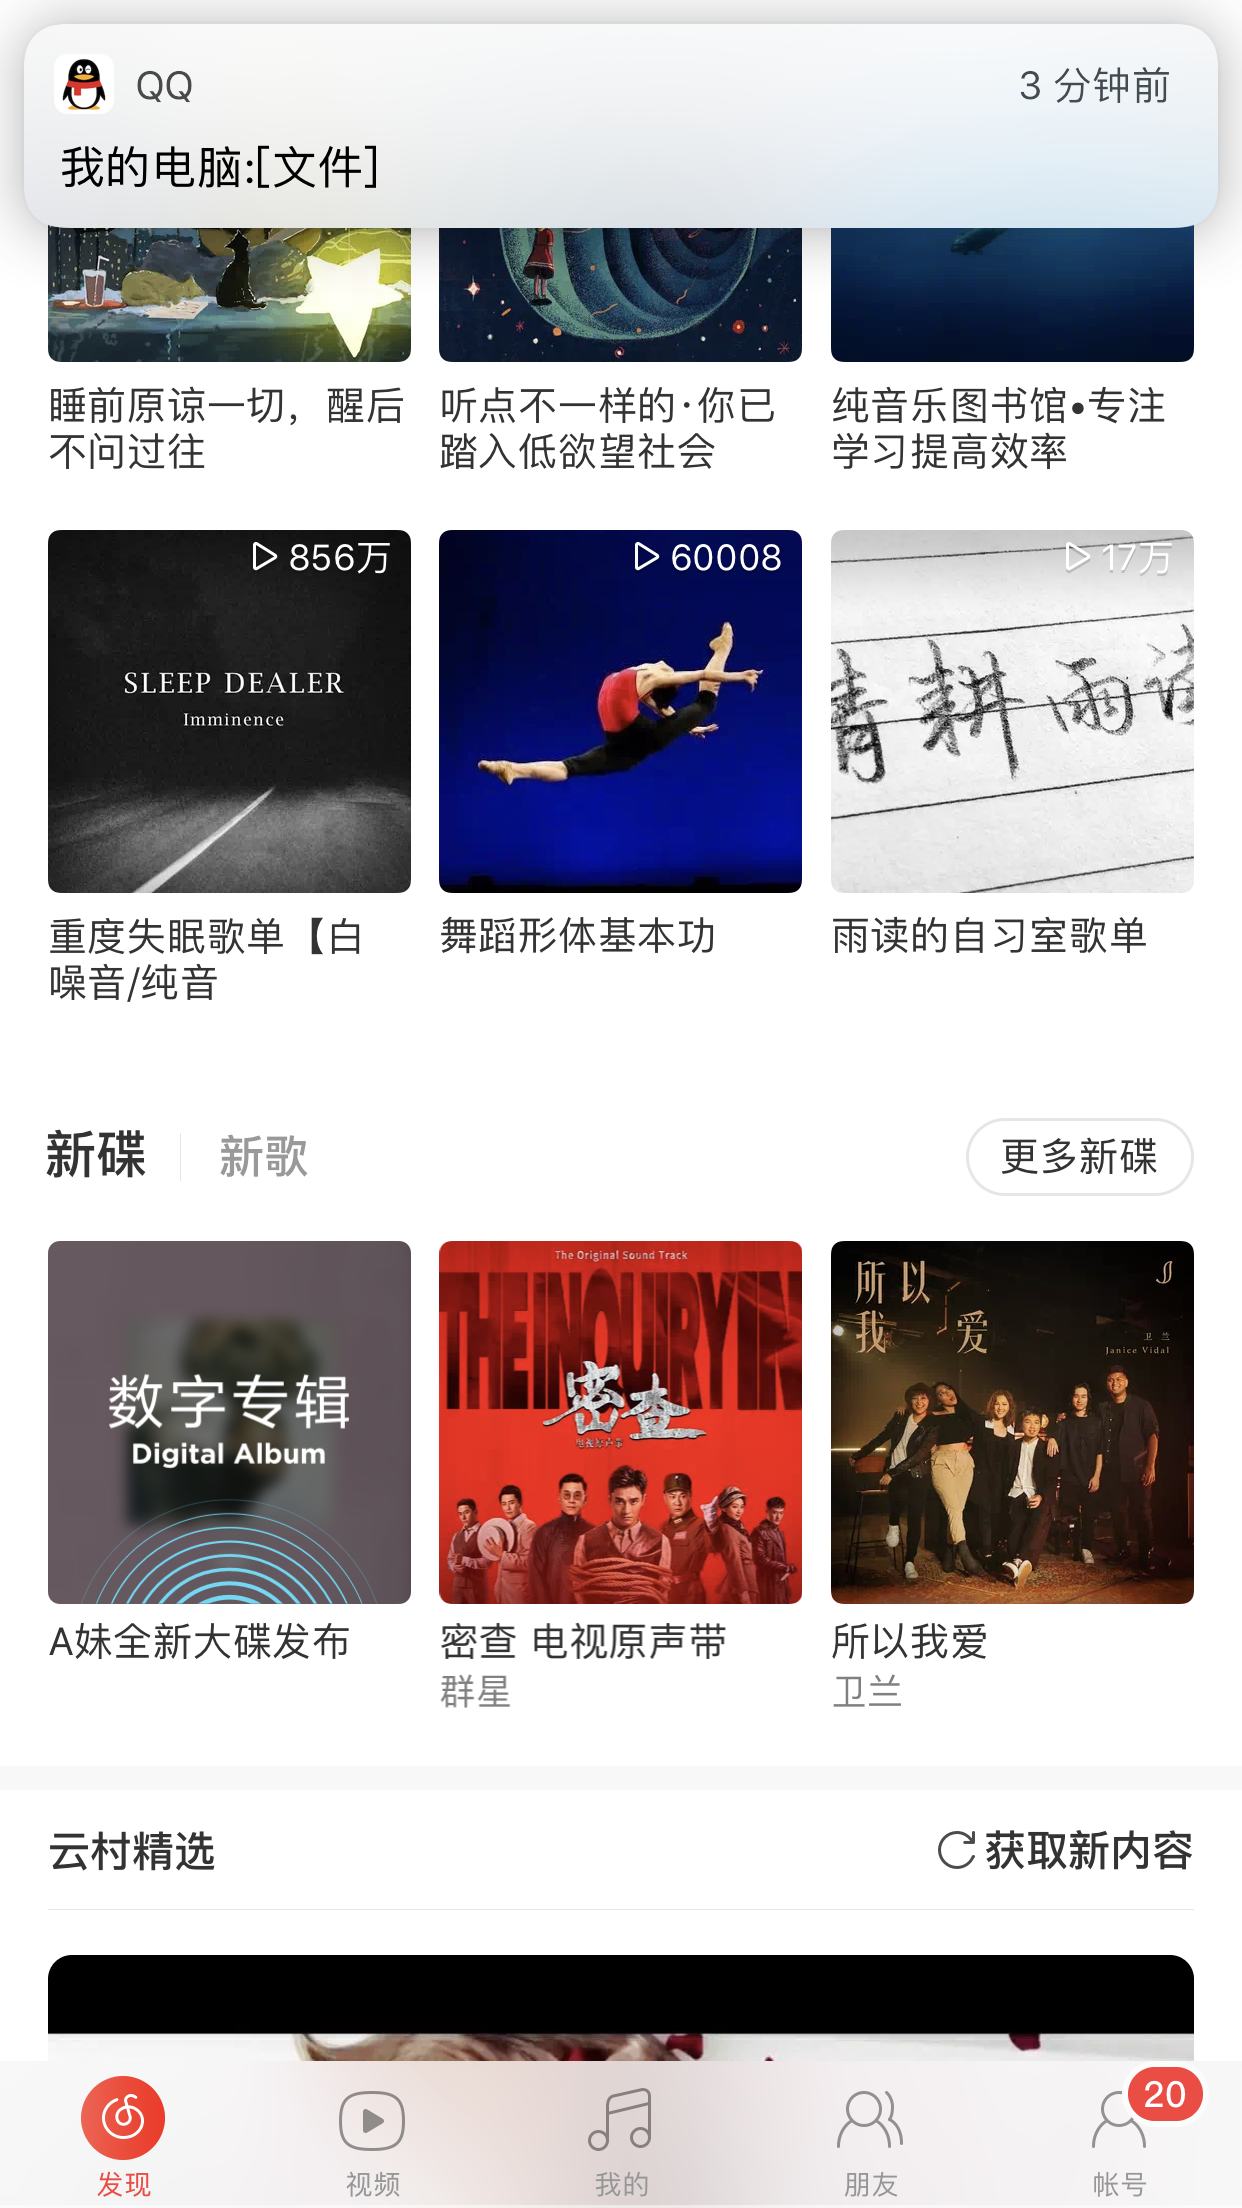 QQ
3 分钟前
我的电脑:[文件]
睡前原谅一切，醒后
不问过往
听点不一样的·你已
踏入低欲望社会
纯音乐图书馆•专注
学习提高效率
856万
60008
17万
SLEEP DEALER
Imminence
晴耕雨读
重度失眠歌单【白
噪音/纯音
舞蹈形体基本功
雨读的自习室歌单
新碟
新歌
更多新碟
数字专辑
Digital Album
The Original Sound Track
THE INQUIRY IN
密查
电视原声带
所以
我 爱
卫 兰
Janice Vidal
A妹全新大碟发布
密查 电视原声带
群星
所以我爱
卫兰
云村精选
获取新内容
发现
视频
我的
朋友
20
帐号